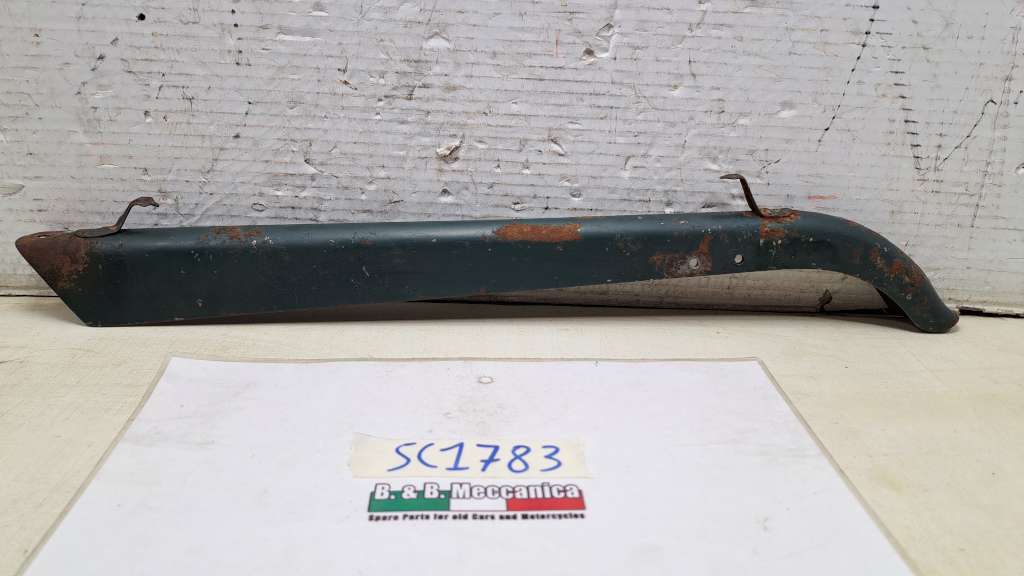 SC1783
B. & B. Meccanica
Spare Parts for old Cars and Motorcycles